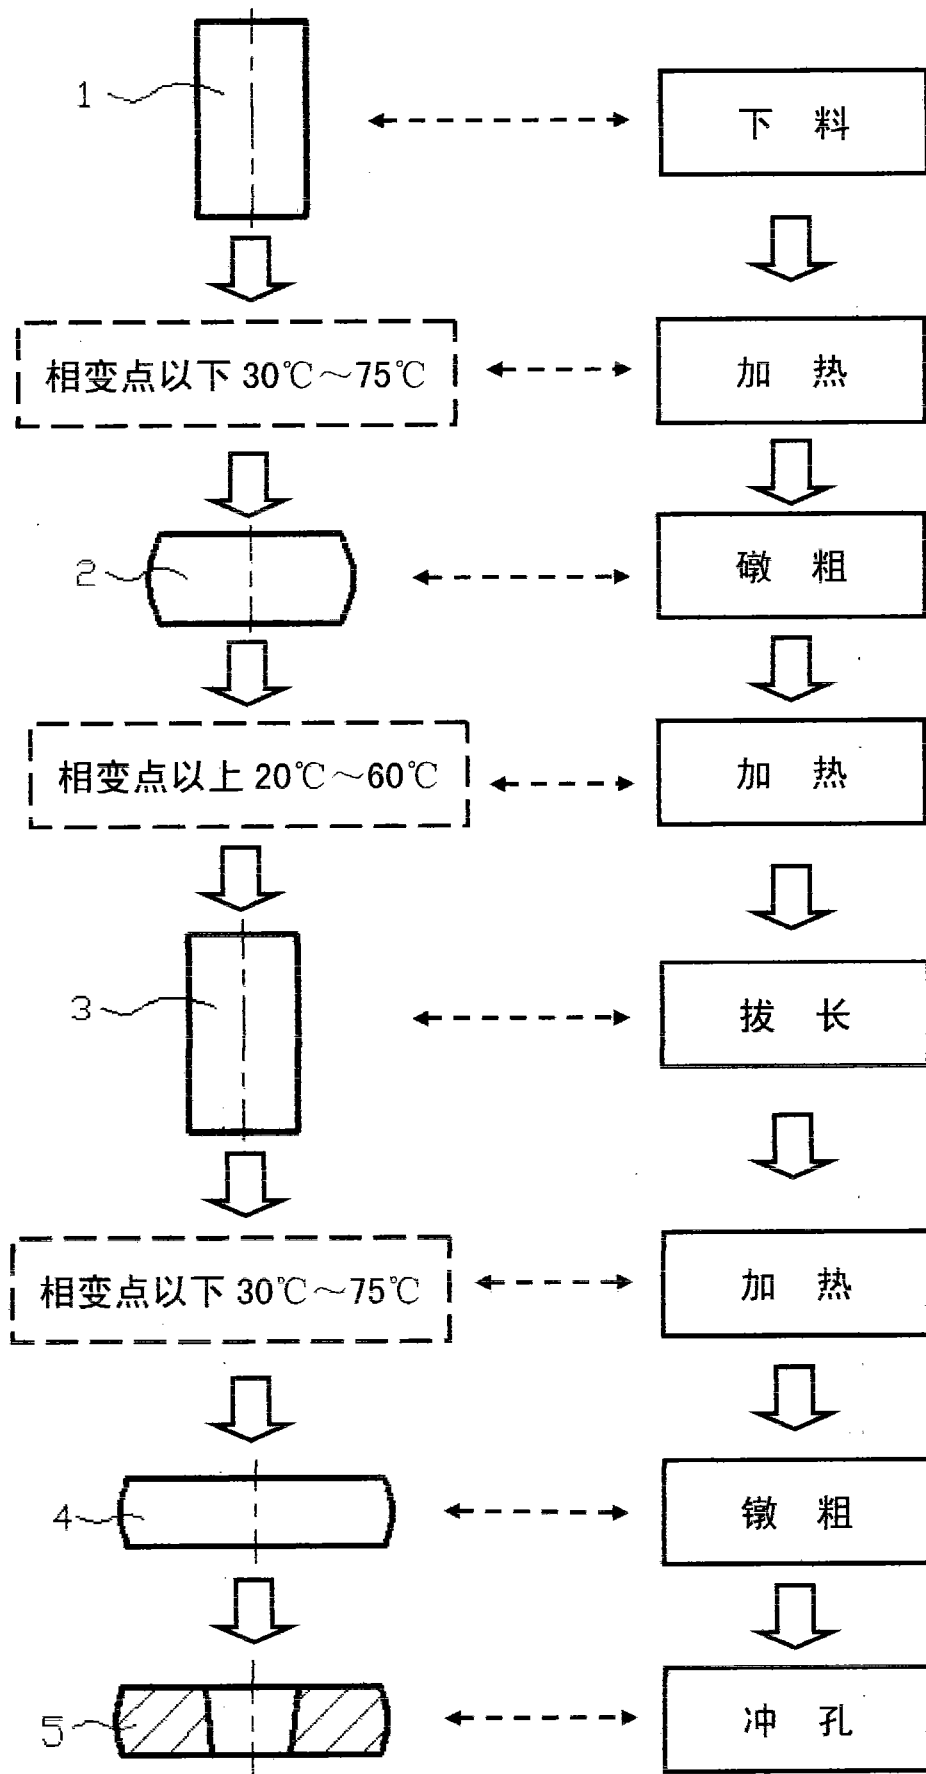 1
下 料
相变点以下 30℃～75℃
加 热
2
礅 粗
相变点以上 20℃～60℃
加 热
3
拔 长
相变点以下 30℃～75℃
加 热
4
镦 粗
5
冲 孔